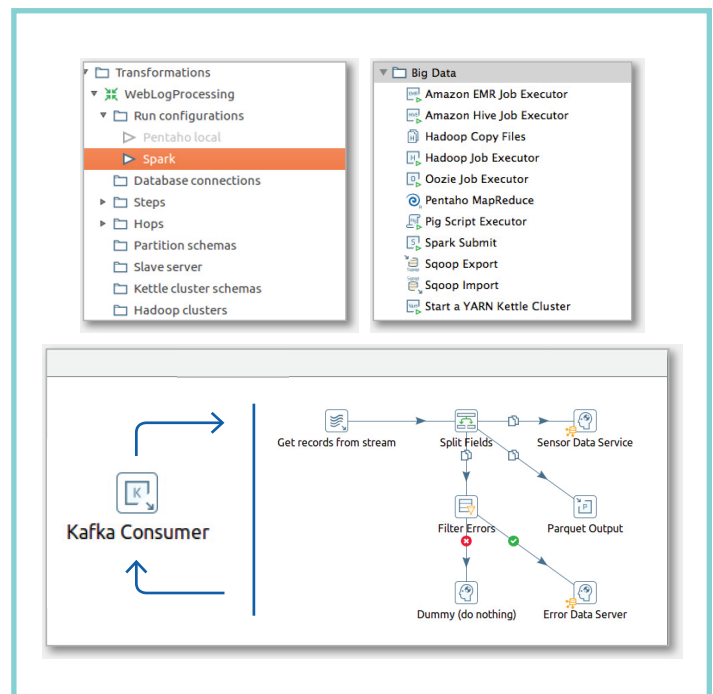 Transformations
WebLogProcessing
Run configurations
Pentaho local
Spark
Database connections
Steps
Hops
Partition schemas
Slave server
Kettle cluster schemas
Hadoop clusters
Big Data
Amazon EMR Job Executor
Amazon Hive Job Executor
Hadoop Copy Files
Hadoop Job Executor
Oozie Job Executor
Pentaho MapReduce
Pig Script Executor
Spark Submit
Sqoop Export
Sqoop Import
Start a YARN Kettle Cluster
K
Kafka Consumer
Get records from stream
Split Fields
Sensor Data Service
Filter Errors
P
Parquet Output
Dummy (do nothing)
Error Data Server